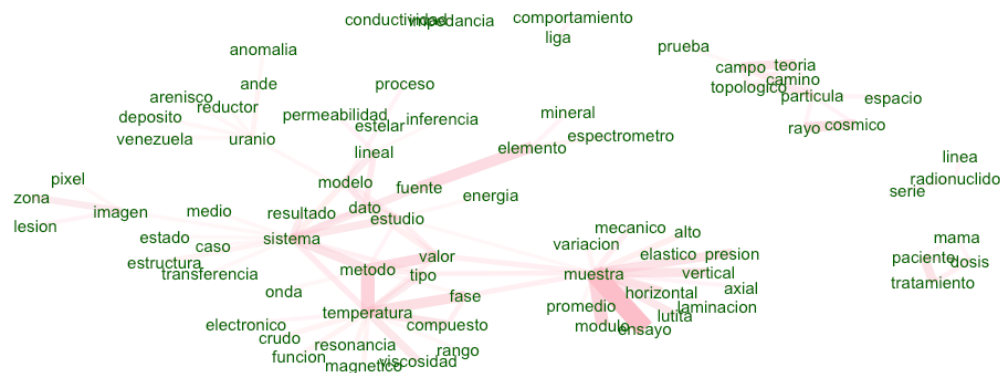 conductividad impedancia comportamiento
liga
anomalia prueba
campo teoria
ande proceso topologico camino
arenisco reductor particula espacio
deposito permeabilidad estelar inferencia mineral
venezuela uranio espectrometro rayo cosmico
lineal elemento
linea
pixel modelo fuente radionuclido
zona energia serie
imagen medio resultado dato
lesion estudio mecanico alto
estado caso sistema variacion mama
estructura valor elastico presion paciente dosis
transferencia metodo tipo muestra vertical
onda fase horizontal axial tratamiento
temperatura promedio laminacion
electronico compuesto modulo lutita
crudo resonancia ensayo
funcion magnetico viscosidad rango